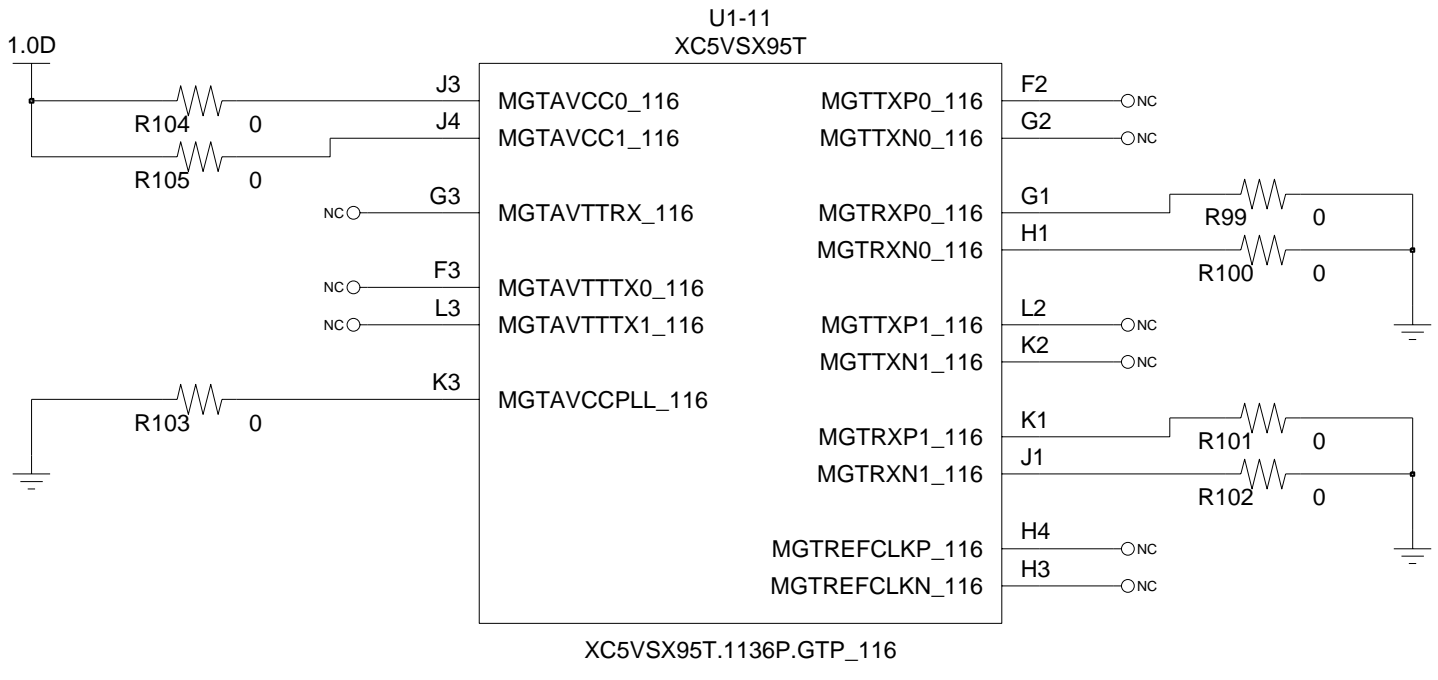 U1-11
XC5VSX95T
1.0D
J3
MGTAVCC0_116
R104 0
J4
MGTAVCC1_116
R105 0
NC
G3
MGTAVTTRX_116
NC
F3
MGTAVTTTX0_116
NC
L3
MGTAVTTTX1_116
K3
MGTAVCCPLL_116
R103 0
MGTTXP0_116
F2
NC
MGTTXN0_116
G2
NC
MGTRXP0_116
G1
R99 0
MGTRXN0_116
H1
R100 0
MGTTXP1_116
L2
NC
MGTTXN1_116
K2
NC
MGTRXP1_116
K1
R101 0
MGTRXN1_116
J1
R102 0
MGTREFCLKP_116
H4
NC
MGTREFCLKN_116
H3
NC
XC5VSX95T.1136P.GTP_116